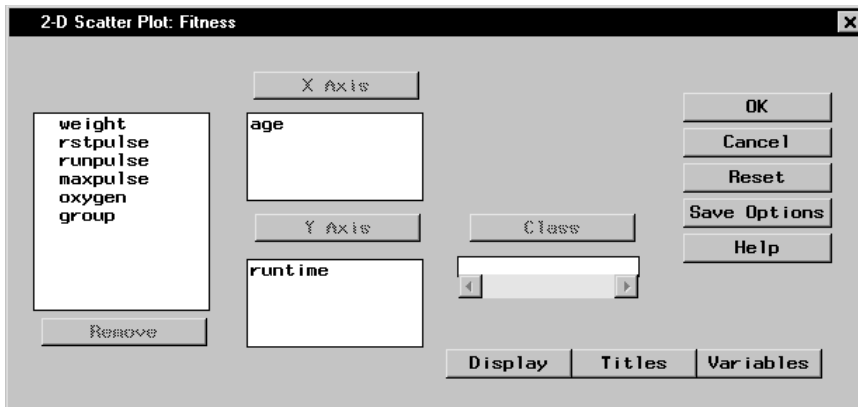 2-D Scatter Plot: Fitness
X Axis
weight
rstpulse
runpulse
maxpulse
oxygen
group
age
Y Axis
runtime
Remove
Class
OK
Cancel
Reset
Save Options
Help
Display
Titles
Variables